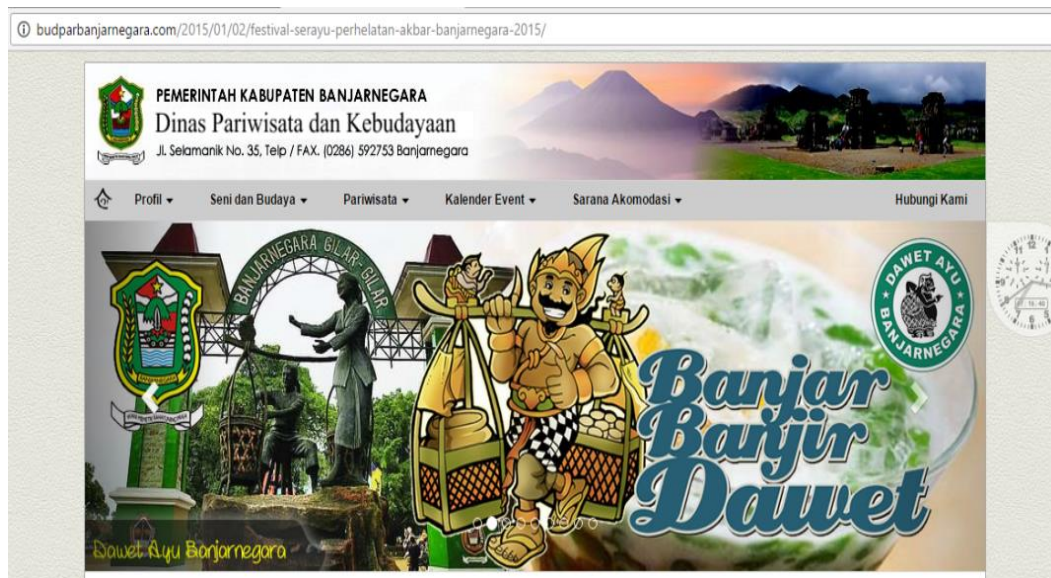 budparbanjarnegara.com/2015/01/02/festival-serayu-perhelatan-akbar-banjarnegara-2015/
PEMERINTAH KABUPATEN BANJARNEGARA
Dinas Pariwisata dan Kebudayaan
Jl. Selamanik No. 35, Telp / FAX. (0286) 592753 Banjarnegara
Profil
Seni dan Budaya
Pariwisata
Kalender Event
Sarana Akomodasi
Hubungi Kami
BANJARNEGARA GILAR-GILAR
DAWET AYU
BANJARNEGARA
Banjar
Banjir
Dawet
Dawet Ayu Banjarnegara